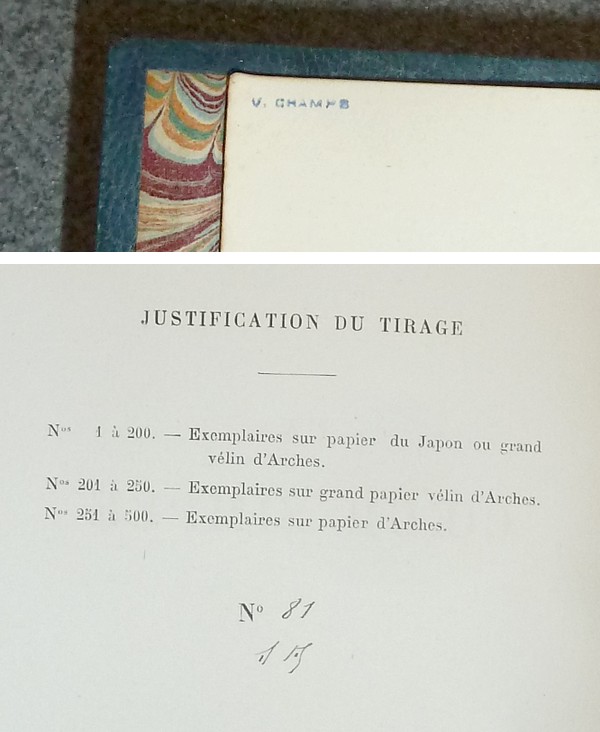 V. CHAMPS
JUSTIFICATION DU TIRAGE
Nos 1 à 200. — Exemplaires sur papier du Japon ou grand
vélin d'Arches.
Nos 201 à 250. — Exemplaires sur grand papier vélin d'Arches.
Nos 251 à 500. — Exemplaires sur papier d'Arches.
No 81